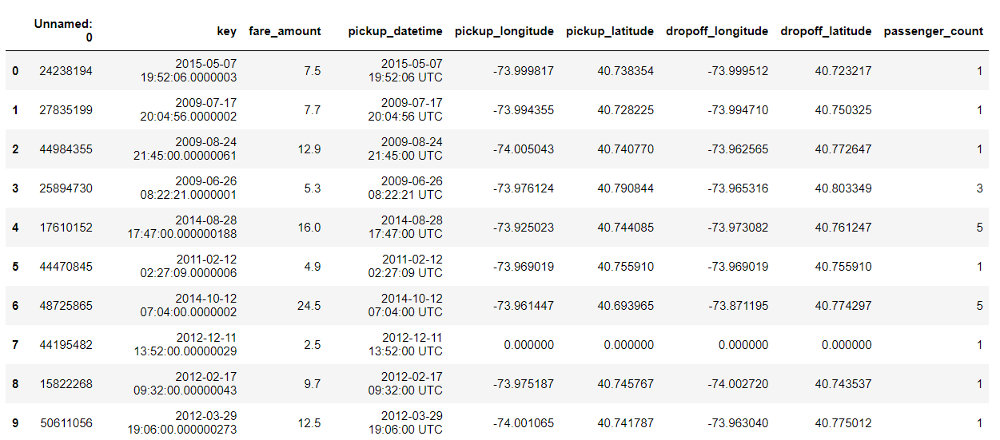 Unnamed: 0 key fare_amount pickup_datetime pickup_longitude pickup_latitude dropoff_longitude dropoff_latitude passenger_count
0 24238194 2015-05-07 19:52:06.0000003 7.5 2015-05-07 19:52:06 UTC -73.999817 40.738354 -73.999512 40.723217 1
1 27835199 2009-07-17 20:04:56.0000002 7.7 2009-07-17 20:04:56 UTC -73.994355 40.728225 -73.994710 40.750325 1
2 44984355 2009-08-24 21:45:00.00000061 12.9 2009-08-24 21:45:00 UTC -74.005043 40.740770 -73.962565 40.772647 1
3 25894730 2009-06-26 08:22:21.0000001 5.3 2009-06-26 08:22:21 UTC -73.976124 40.790844 -73.965316 40.803349 3
4 17610152 2014-08-28 17:47:00.000000188 16.0 2014-08-28 17:47:00 UTC -73.925023 40.744085 -73.973082 40.761247 5
5 44470845 2011-02-12 02:27:09.0000006 4.9 2011-02-12 02:27:09 UTC -73.969019 40.755910 -73.969019 40.755910 1
6 48725865 2014-10-12 07:04:00.0000002 24.5 2014-10-12 07:04:00 UTC -73.961447 40.693965 -73.871195 40.774297 5
7 44195482 2012-12-11 13:52:00.00000029 2.5 2012-12-11 13:52:00 UTC 0.000000 0.000000 0.000000 0.000000 1
8 15822268 2012-02-17 09:32:00.00000043 9.7 2012-02-17 09:32:00 UTC -73.975187 40.745767 -74.002720 40.743537 1
9 50611056 2012-03-29 19:06:00.000000273 12.5 2012-03-29 19:06:00 UTC -74.001065 40.741787 -73.963040 40.775012 1